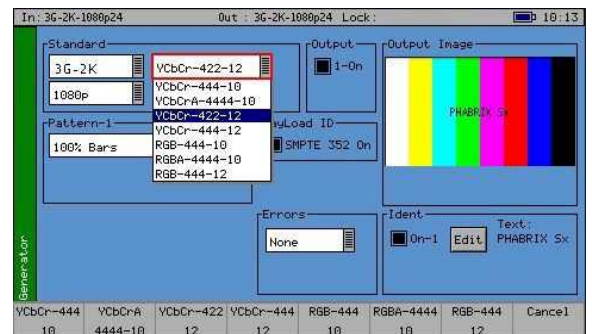 In: 3G-2K-1080p24 Out : 3G-2K-1080p24 Lock: 10:13
Standard Output Output Image
3G-2K YCbCr-422-12 1-On
1080p YCbCr-444-10
YCbCrA-4444-10
YCbCr-422-12 PHABRIX Sx
Pattern-1 YCbCr-444-12 ayLoad ID
100% Bars RGB-444-10 SMPTE 352 On
RGBA-4444-10
RGB-444-12
Errors Ident
None On-1 Edit Text:
PHABRIX Sx
Generator
YCbCr-444 YCbCrA YCbCr-422 YCbCr-444 RGB-444 RGBA-4444 RGB-444 Cancel
10 4444-10 12 12 10 10 12